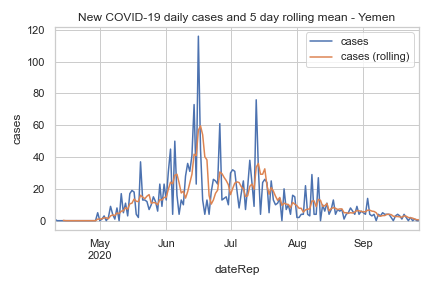 New COVID-19 daily cases and 5 day rolling mean - Yemen
cases
cases (rolling)
120
100
80
60
40
20
0
cases
May
2020
Jun
Jul
Aug
Sep
dateRep